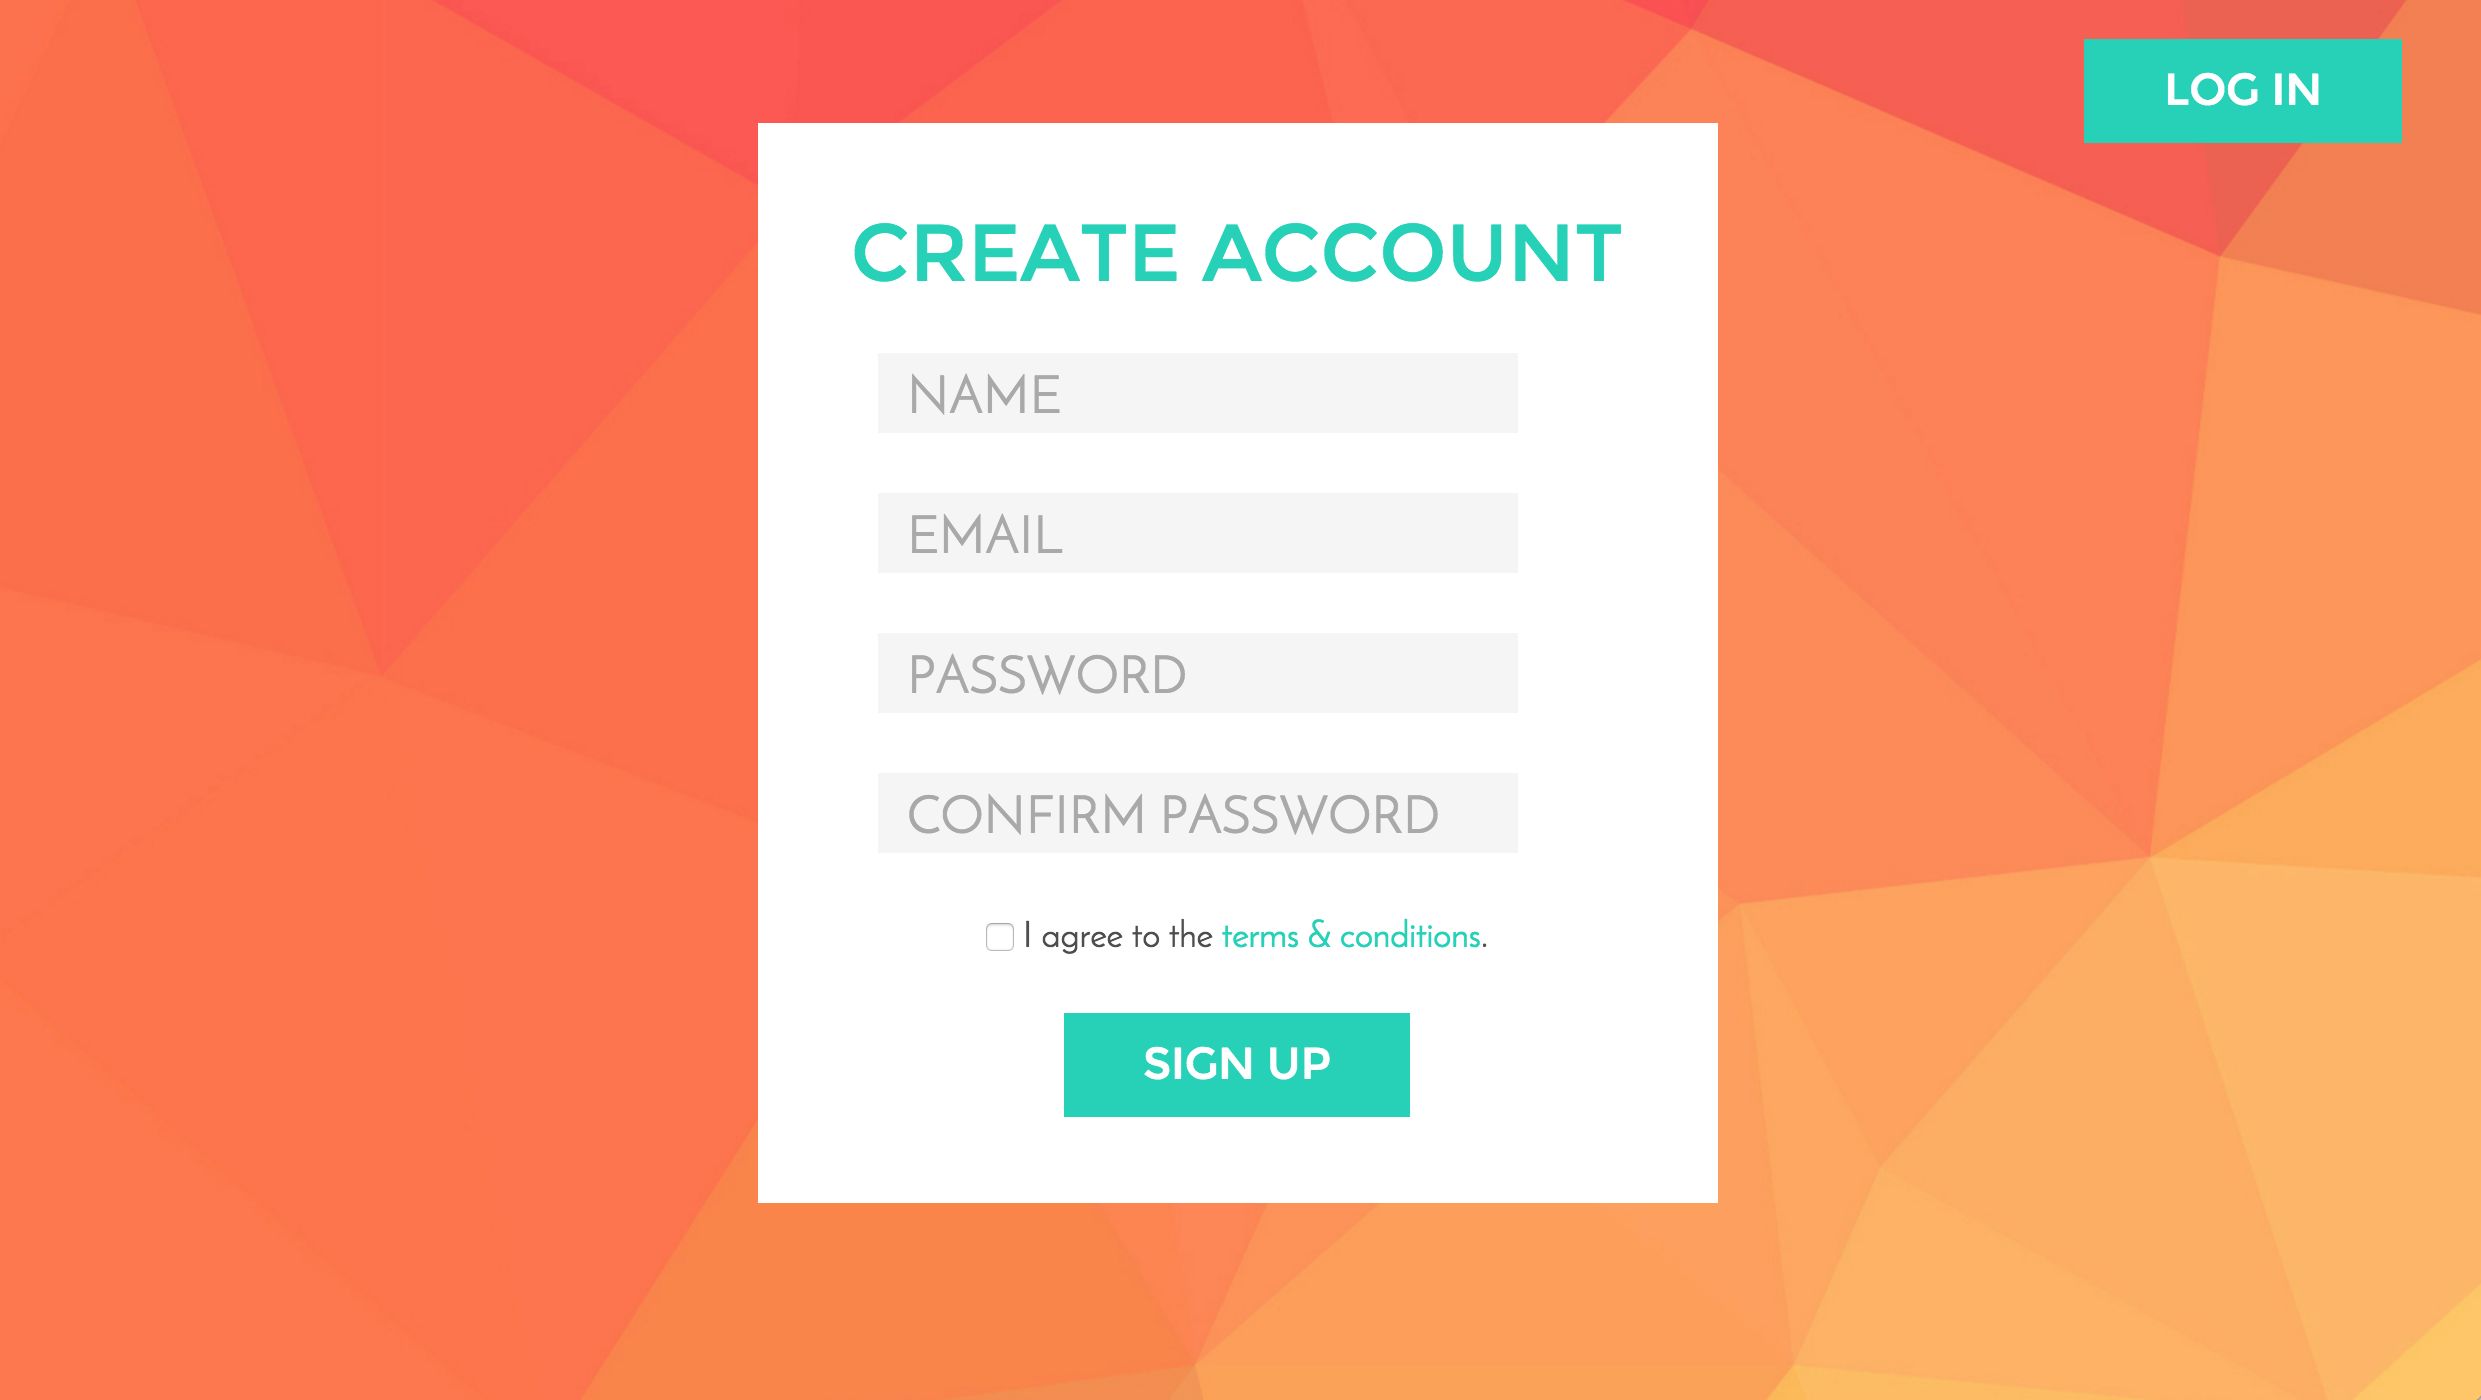 LOG IN
CREATE ACCOUNT
NAME
EMAIL
PASSWORD
CONFIRM PASSWORD
I agree to the terms & conditions.
SIGN UP